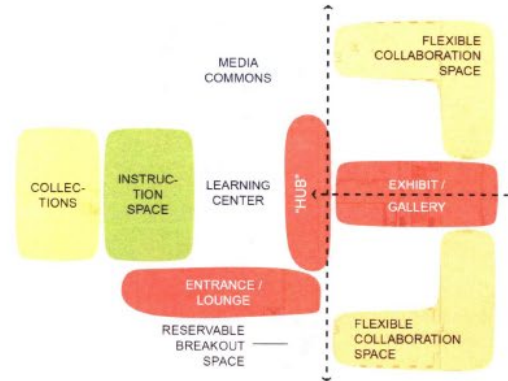 MEDIA
COMMONS
FLEXIBLE
COLLABORATION
SPACE
COLLEC-
TIONS
INSTRUC-
TION
SPACE
LEARNING
CENTER
"HUB"
EXHIBIT /
GALLERY
ENTRANCE /
LOUNGE
RESERVABLE
BREAKOUT
SPACE
FLEXIBLE
COLLABORATION
SPACE